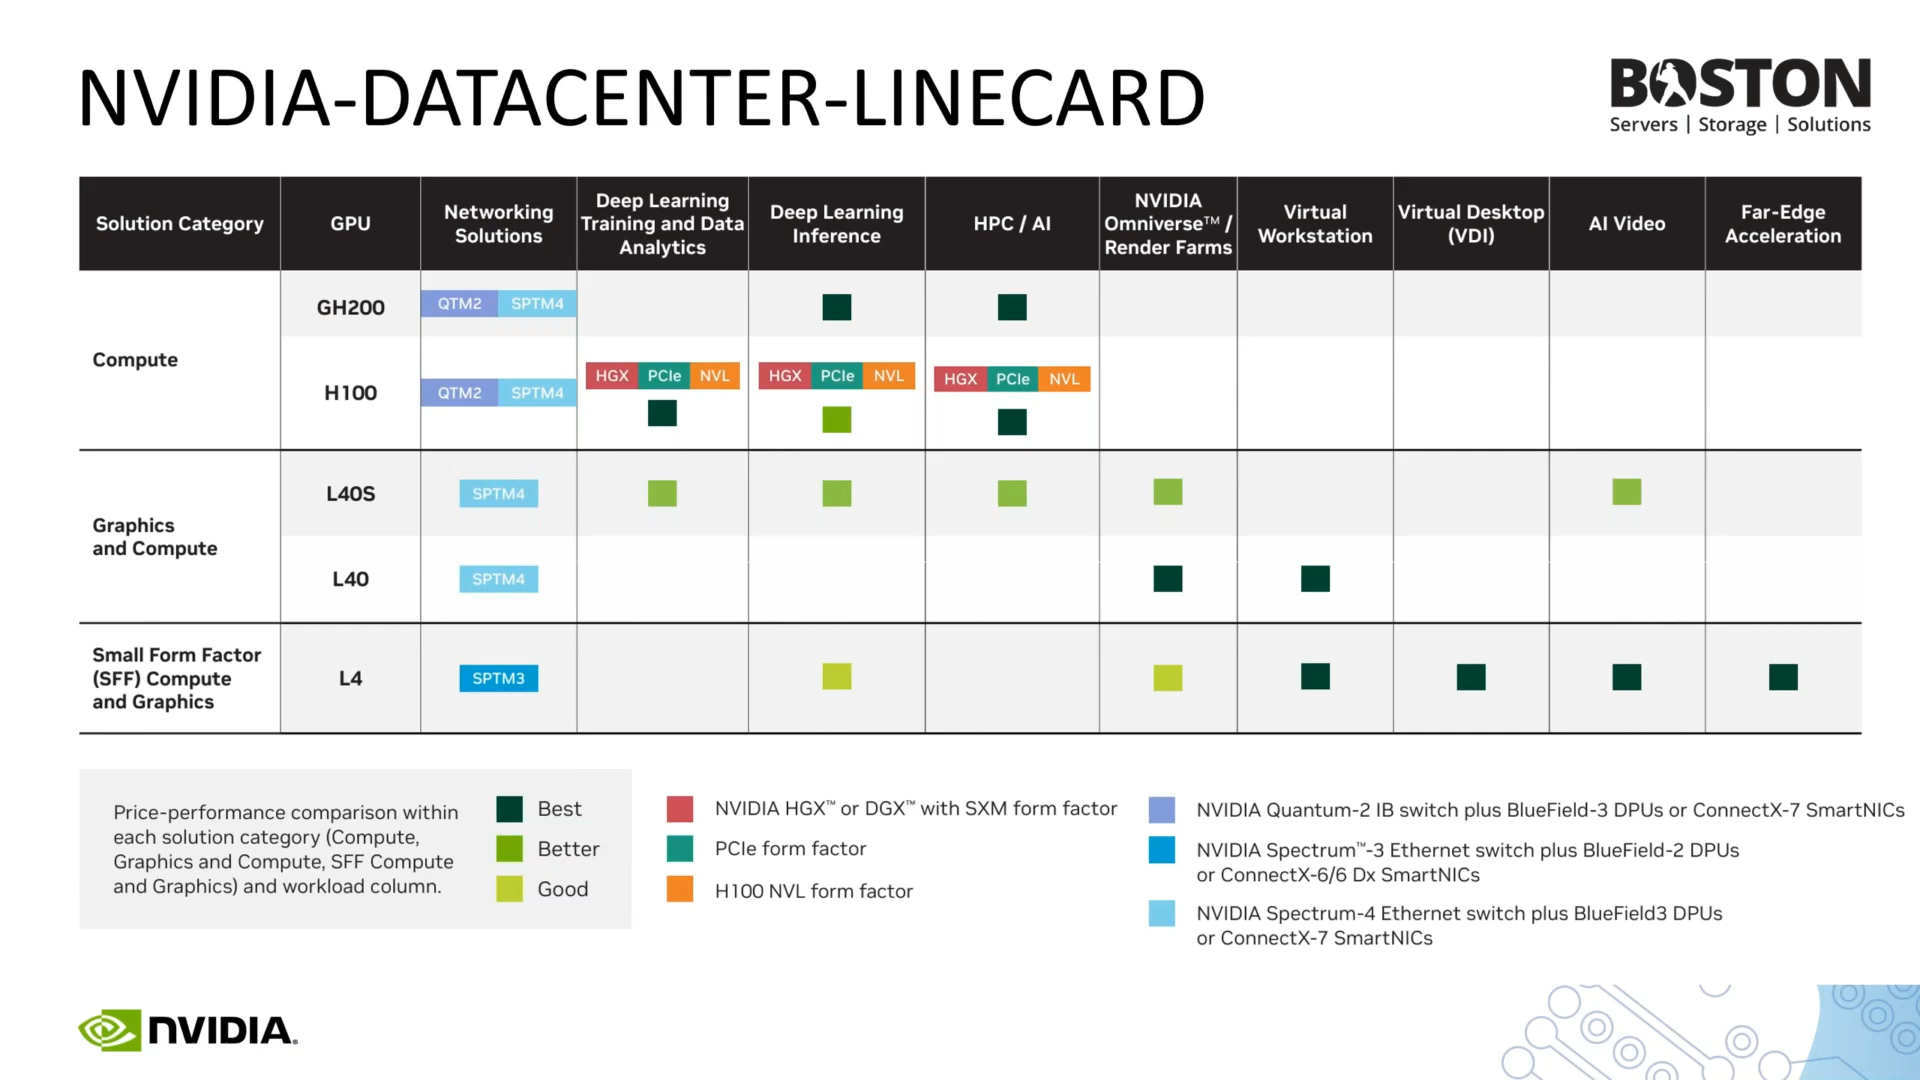 NVIDIA-DATACENTER-LINECARD
BOSTON
Servers | Storage | Solutions
Solution Category
GPU
Networking
Solutions
Deep Learning
Training and Data
Analytics
Deep Learning
Inference
HPC / AI
NVIDIA
Omniverse™ /
Render Farms
Virtual
Workstation
Virtual Desktop
(VDI)
AI Video
Far-Edge
Acceleration
Compute
GH200
QTM2 SPTM4
H100
QTM2 SPTM4
HGX PCIe NVL
HGX PCIe NVL
HGX PCIe NVL
Graphics
and Compute
L40S
SPTM4
L40
SPTM4
Small Form Factor
(SFF) Compute
and Graphics
L4
SPTM3
Price-performance comparison within
each solution category (Compute,
Graphics and Compute, SFF Compute
and Graphics) and workload column.
Best
Better
Good
NVIDIA HGX™ or DGX™ with SXM form factor
PCIe form factor
H100 NVL form factor
NVIDIA Quantum-2 IB switch plus BlueField-3 DPUs or ConnectX-7 SmartNICs
NVIDIA Spectrum™-3 Ethernet switch plus BlueField-2 DPUs
or ConnectX-6/6 Dx SmartNICs
NVIDIA Spectrum-4 Ethernet switch plus BlueField3 DPUs
or ConnectX-7 SmartNICs
NVIDIA.